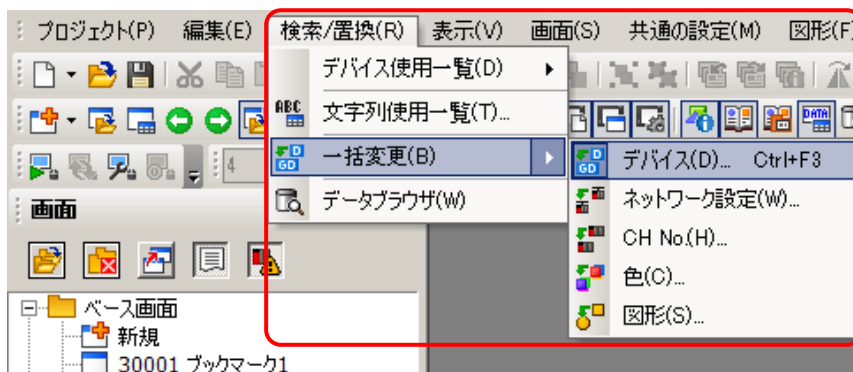 プロジェクト(P) 編集(E) 検索/置換(R) 表示(V) 画面(S) 共通の設定(M) 図形(F)
デバイス使用一覧(D)
ABC 文字列使用一覧(T)...
一括変更(B)
データブラウザ(W)
デバイス(D)... Ctrl+F3
ネットワーク設定(W)...
CH No.(H)...
色(C)...
図形(S)...
DATA
4
画面
ベース画面
新規
30001 ブックマーク1